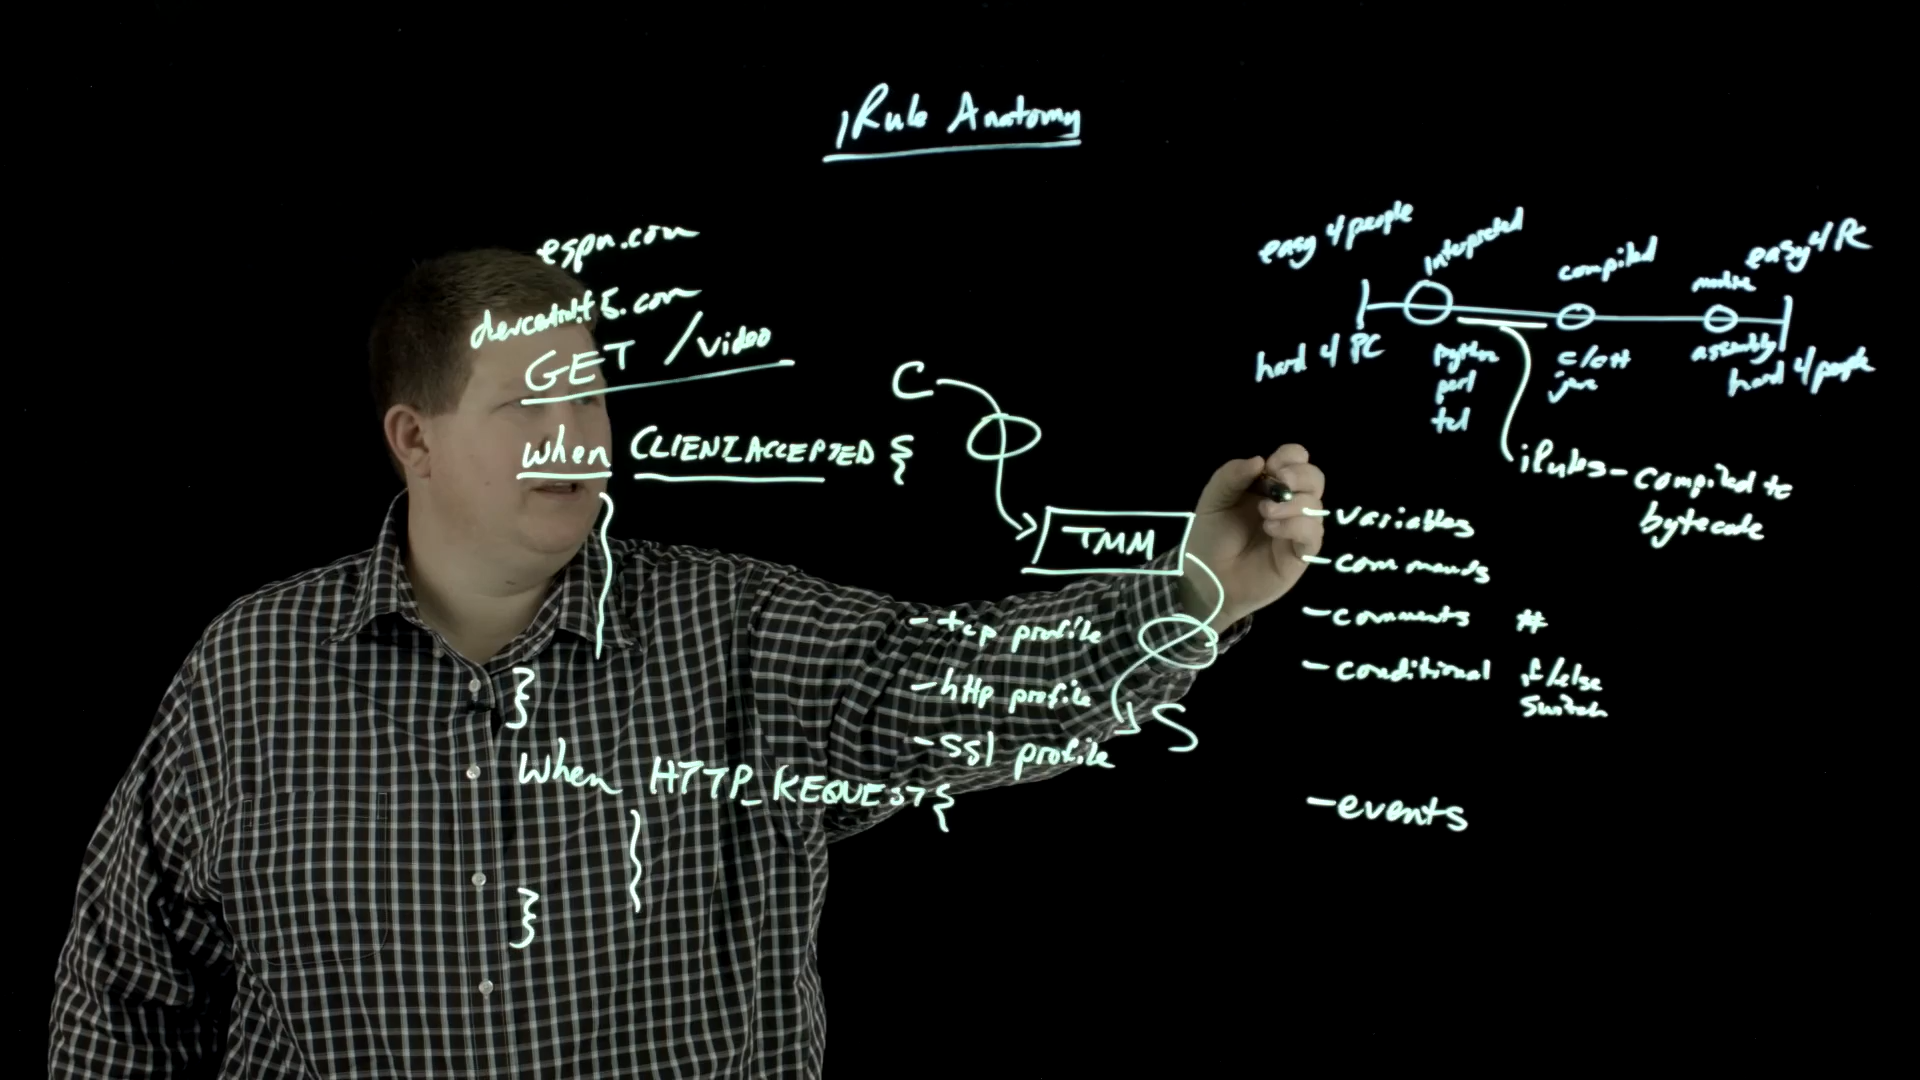 iRule Anatomy
espn.com
devcentral.f5.com
GET /video
when CLIENT_ACCEPTED {
}
when HTTP_REQUEST {
}
C
TMM
S
- tcp profile
- http profile
- ssl profile
easy 4 people
Interpreted
compiled
machine
easy 4 PC
hard 4 PC
python
perl
tcl
c/c++
java
assembly
hard 4 people
iRules - compiled to
bytecode
- variables
- commands
- comments #
- conditional if/else
switch
- events